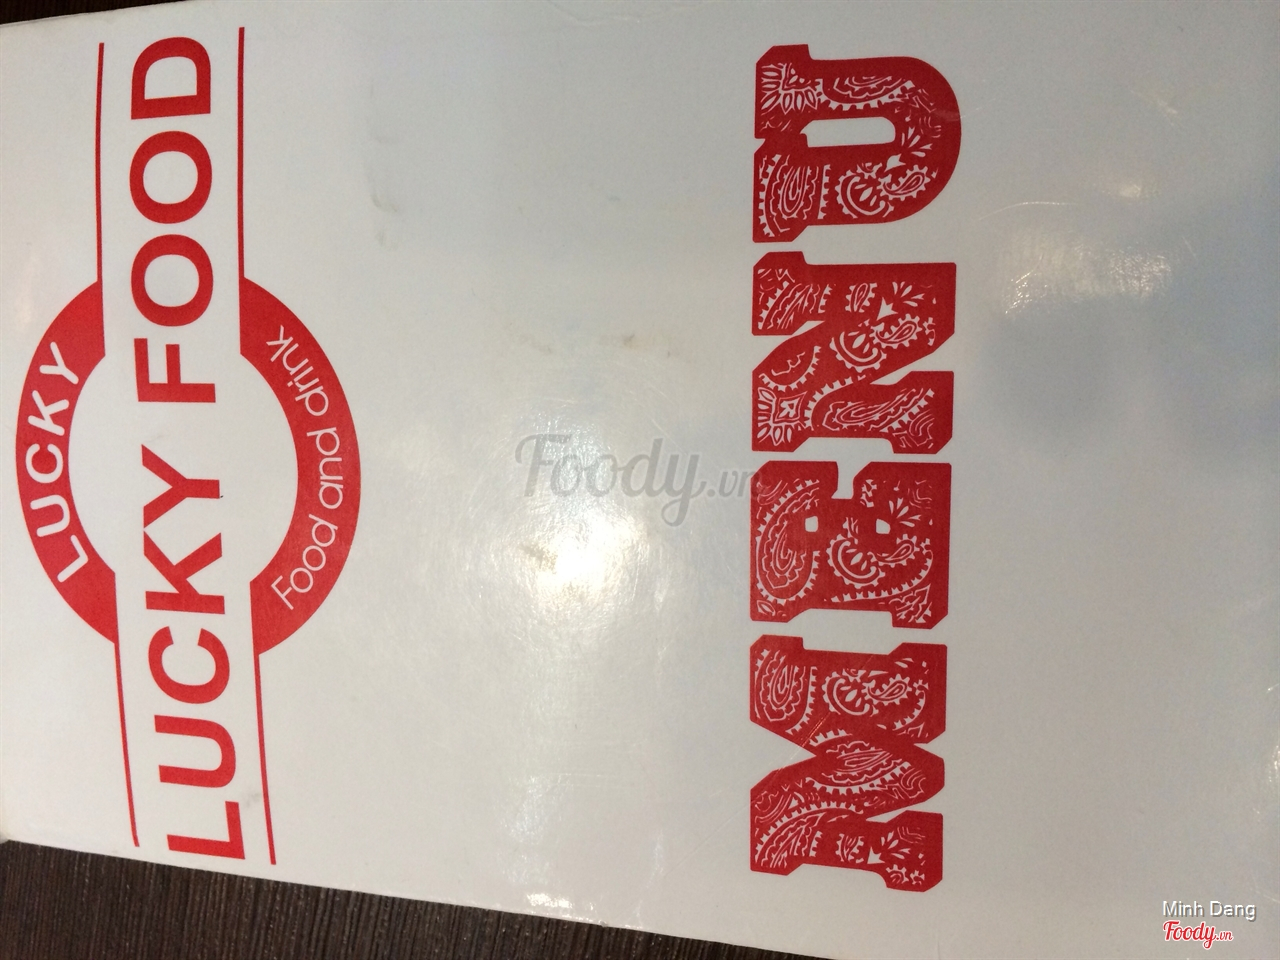 LUCKY
LUCKY FOOD
Food and drink
MENU
Foody.vn
Minh Dang
Foody.vn